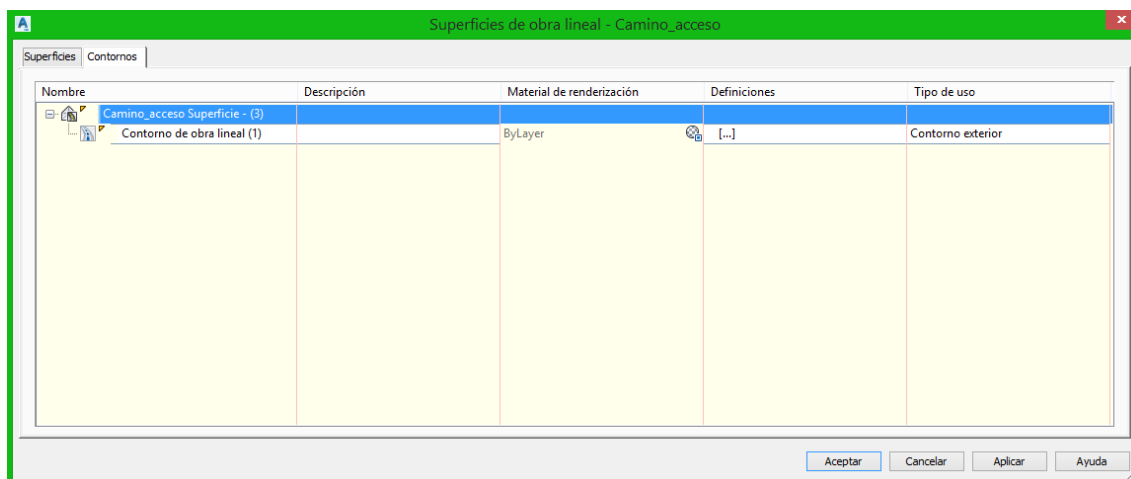 Superficies de obra lineal - Camino_acceso
Superficies Contornos
Nombre Descripción Material de renderización Definiciones Tipo de uso
Camino_acceso Superficie - (3)
Contorno de obra lineal (1) ByLayer [...] Contorno exterior
Aceptar Cancelar Aplicar Ayuda